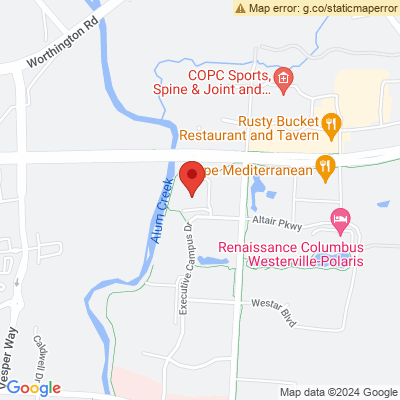 Map error: g.co/staticmaperror
Worthington Rd
COPC Sports,
Spine & Joint and...
Rusty Bucket
Restaurant and Tavern
pe Mediterranean
Alum Creek
Altair Pkwy
Renaissance Columbus
Westerville-Polaris
Executive Campus Dr
Westar Blvd
Vesper Way
Caldwell Dr
Google
Map data ©2024 Google